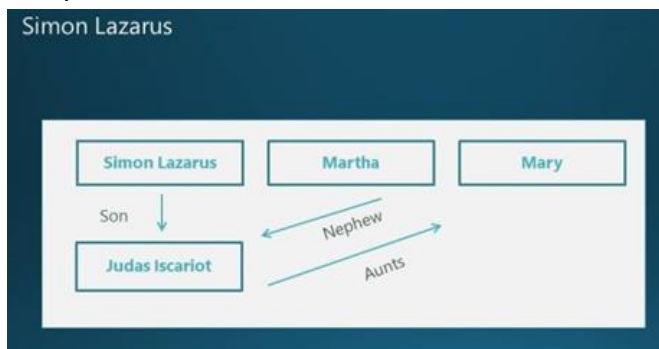 Simon Lazarus
Simon Lazarus
Martha
Mary
Son
Nephew
Judas Iscariot
Aunts